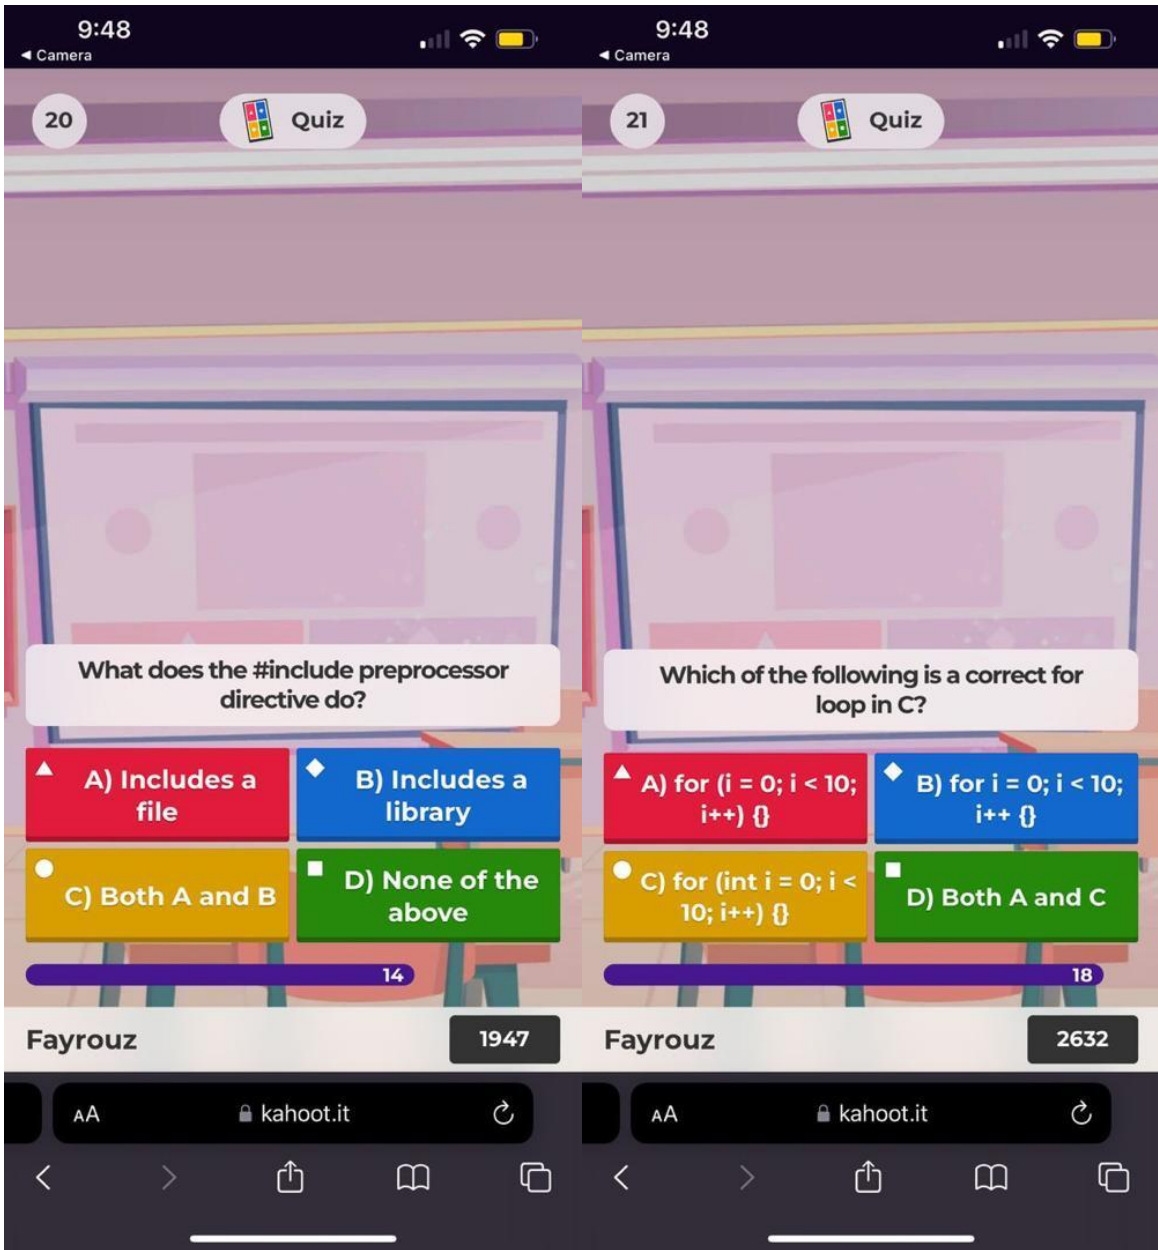 9:48
◀ Camera
20
Quiz
What does the #include preprocessor
directive do?
A) Includes a
file
B) Includes a
library
C) Both A and B
D) None of the
above
14
Fayrouz
1947
AA
kahoot.it
9:48
◀ Camera
21
Quiz
Which of the following is a correct for
loop in C?
A) for (i = 0; i < 10;
i++) {}
B) for i = 0; i < 10;
i++ {}
C) for (int i = 0; i <
10; i++) {}
D) Both A and C
18
Fayrouz
2632
AA
kahoot.it